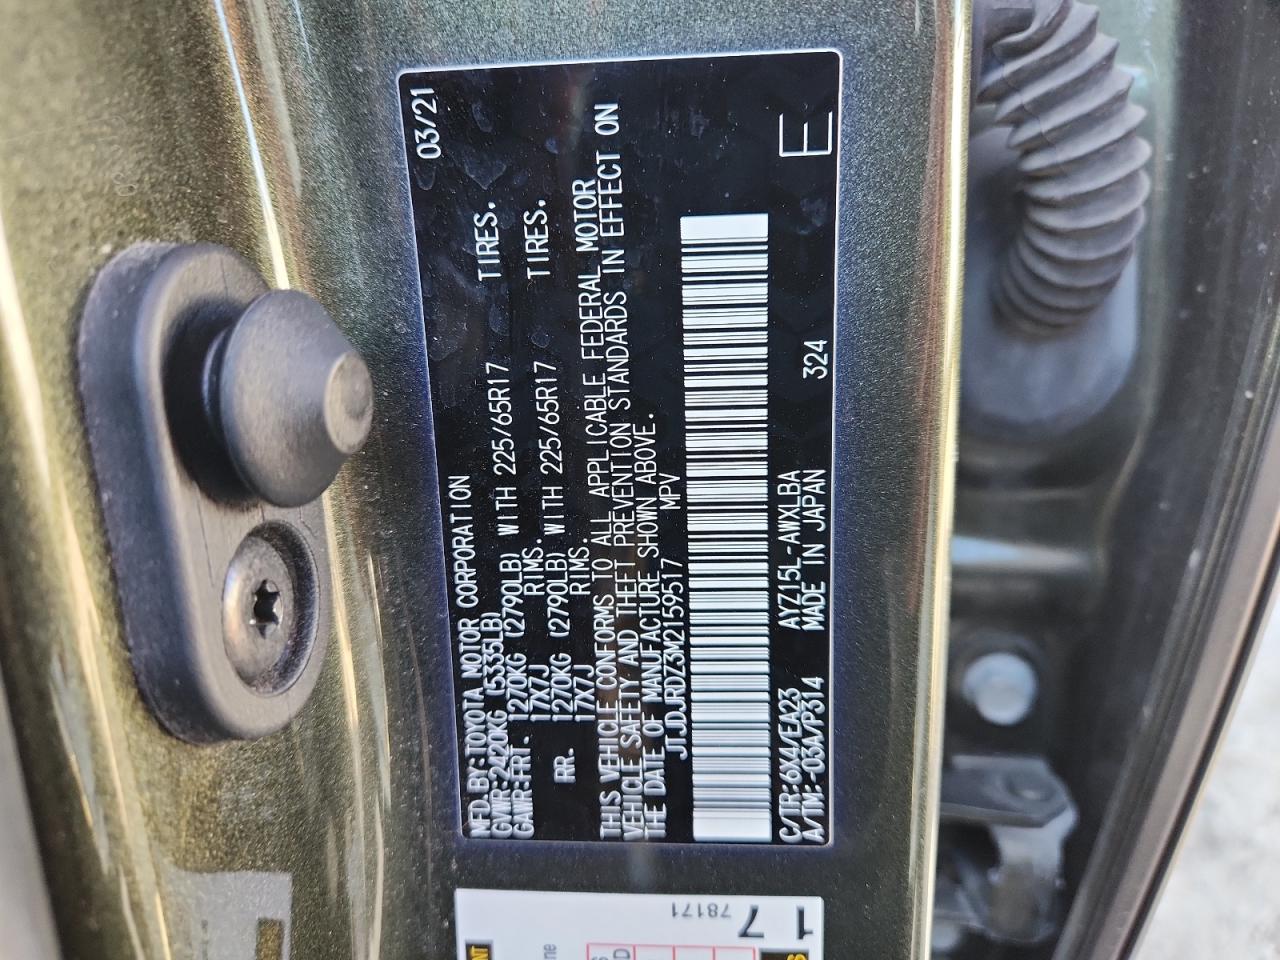 MFD.BY:TOYOTA MOTOR CORPORATION 03/21
GVWR:2420KG (5335LB)
GAWR:FRT. 1270KG (2790LB) WITH 225/65R17 TIRES.
17X7J RIMS.
RR. 1270KG (2790LB) WITH 225/65R17 TIRES.
17X7J RIMS.
THIS VEHICLE CONFORMS TO ALL APPLICABLE FEDERAL MOTOR
VEHICLE SAFETY AND THEFT PREVENTION STANDARDS IN EFFECT ON
THE DATE OF MANUFACTURE SHOWN ABOVE.
JTJDJRDZ3M2159517 MPV
C/TR:6X4/EA23 AYZ15L-AWXLBA 324 E
A/TM:-03A/P314 MADE IN JAPAN
1 7
78171